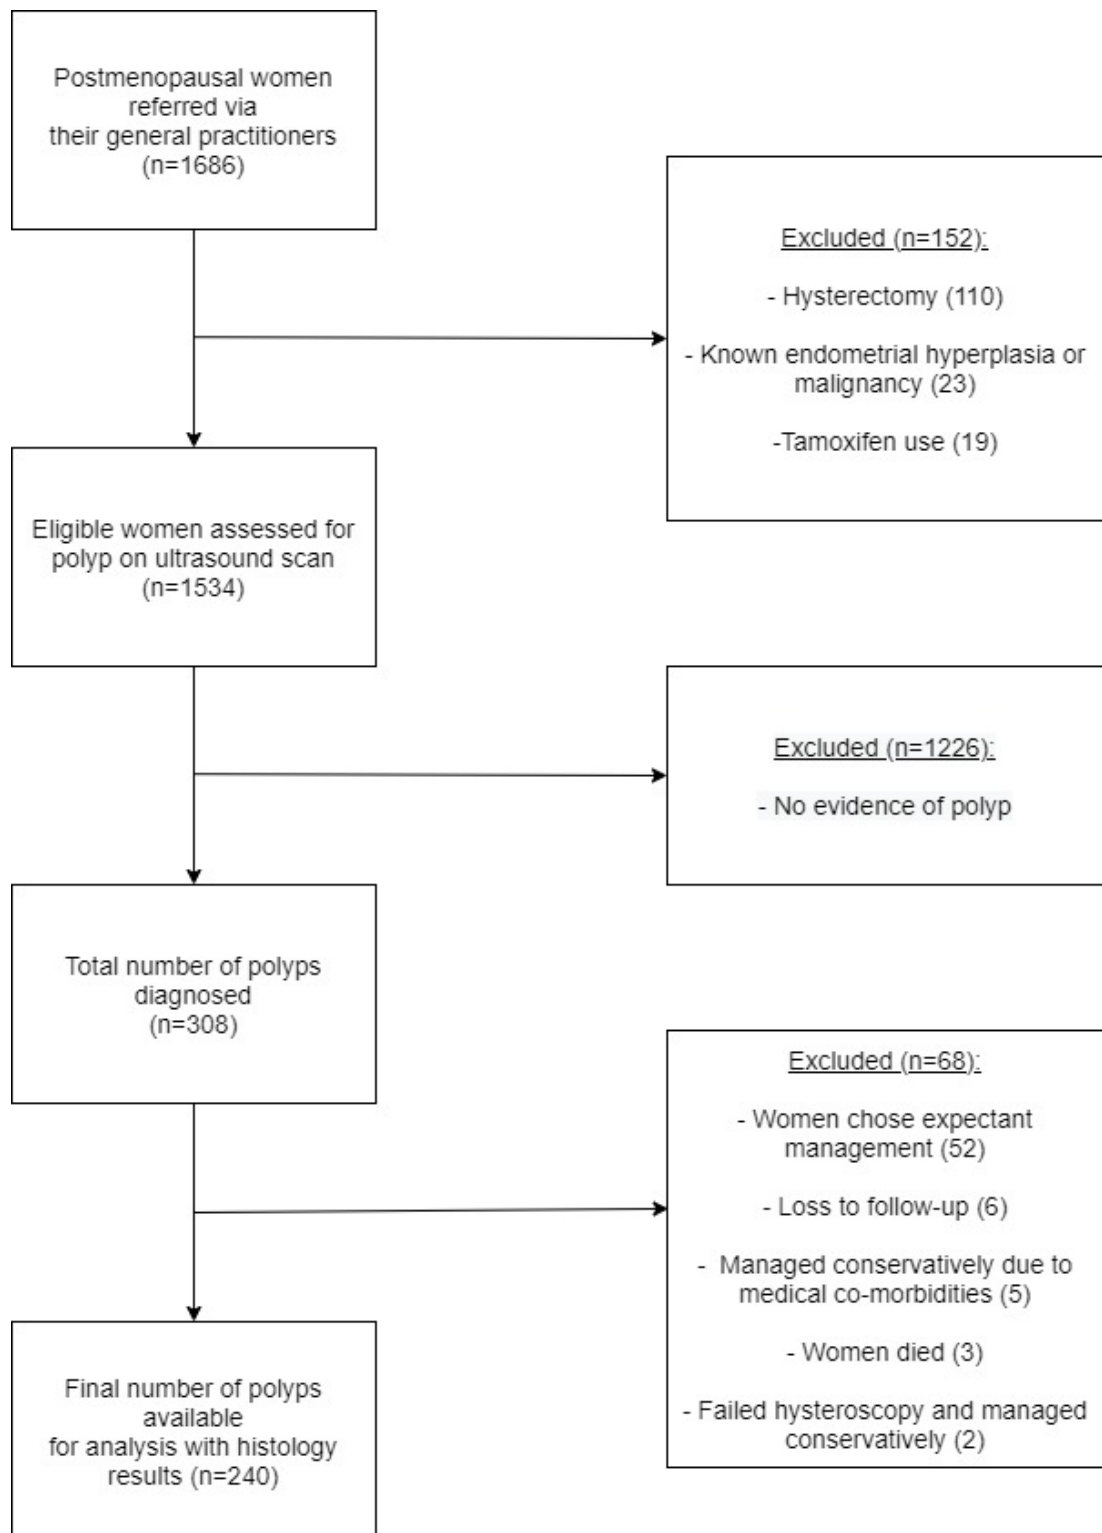 Postmenopausal women
referred via
their general practitioners
(n=1686)
Excluded (n=152):
- Hysterectomy (110)
- Known endometrial hyperplasia or
malignancy (23)
-Tamoxifen use (19)
Eligible women assessed for
polyp on ultrasound scan
(n=1534)
Excluded (n=1226):
- No evidence of polyp
Total number of polyps
diagnosed
(n=308)
Excluded (n=68):
- Women chose expectant
management (52)
- Loss to follow-up (6)
- Managed conservatively due to
medical co-morbidities (5)
- Women died (3)
- Failed hysteroscopy and managed
conservatively (2)
Final number of polyps
available
for analysis with histology
results (n=240)